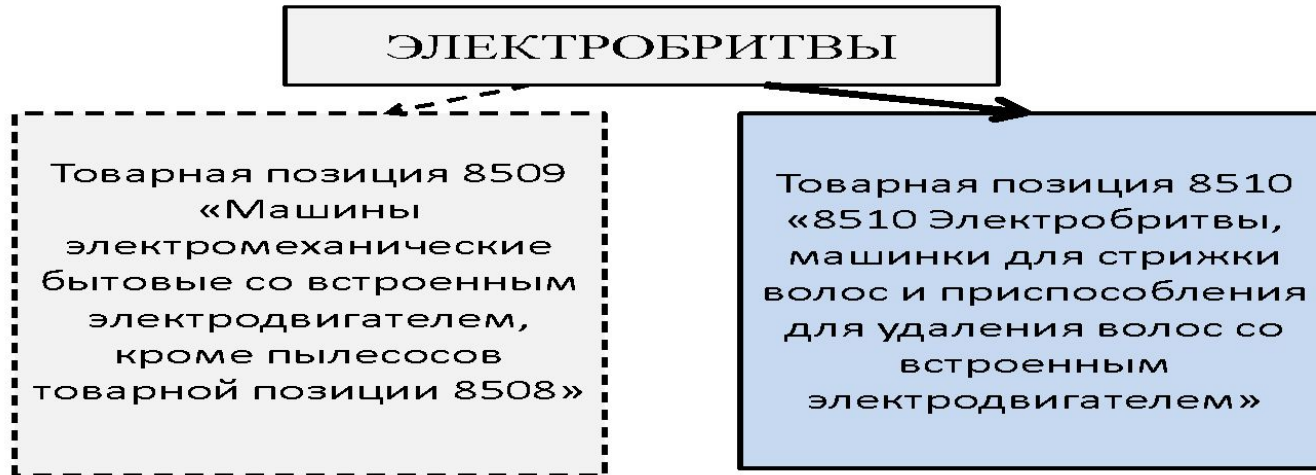 ЭЛЕКТРОБРИТВЫ
Товарная позиция 8509
«Машины
электромеханические
бытовые со встроенным
электродвигателем,
кроме пылесосов
товарной позиции 8508»
Товарная позиция 8510
«8510 Электробритвы,
машинки для стрижки
волос и приспособления
для удаления волос со
встроенным
электродвигателем»